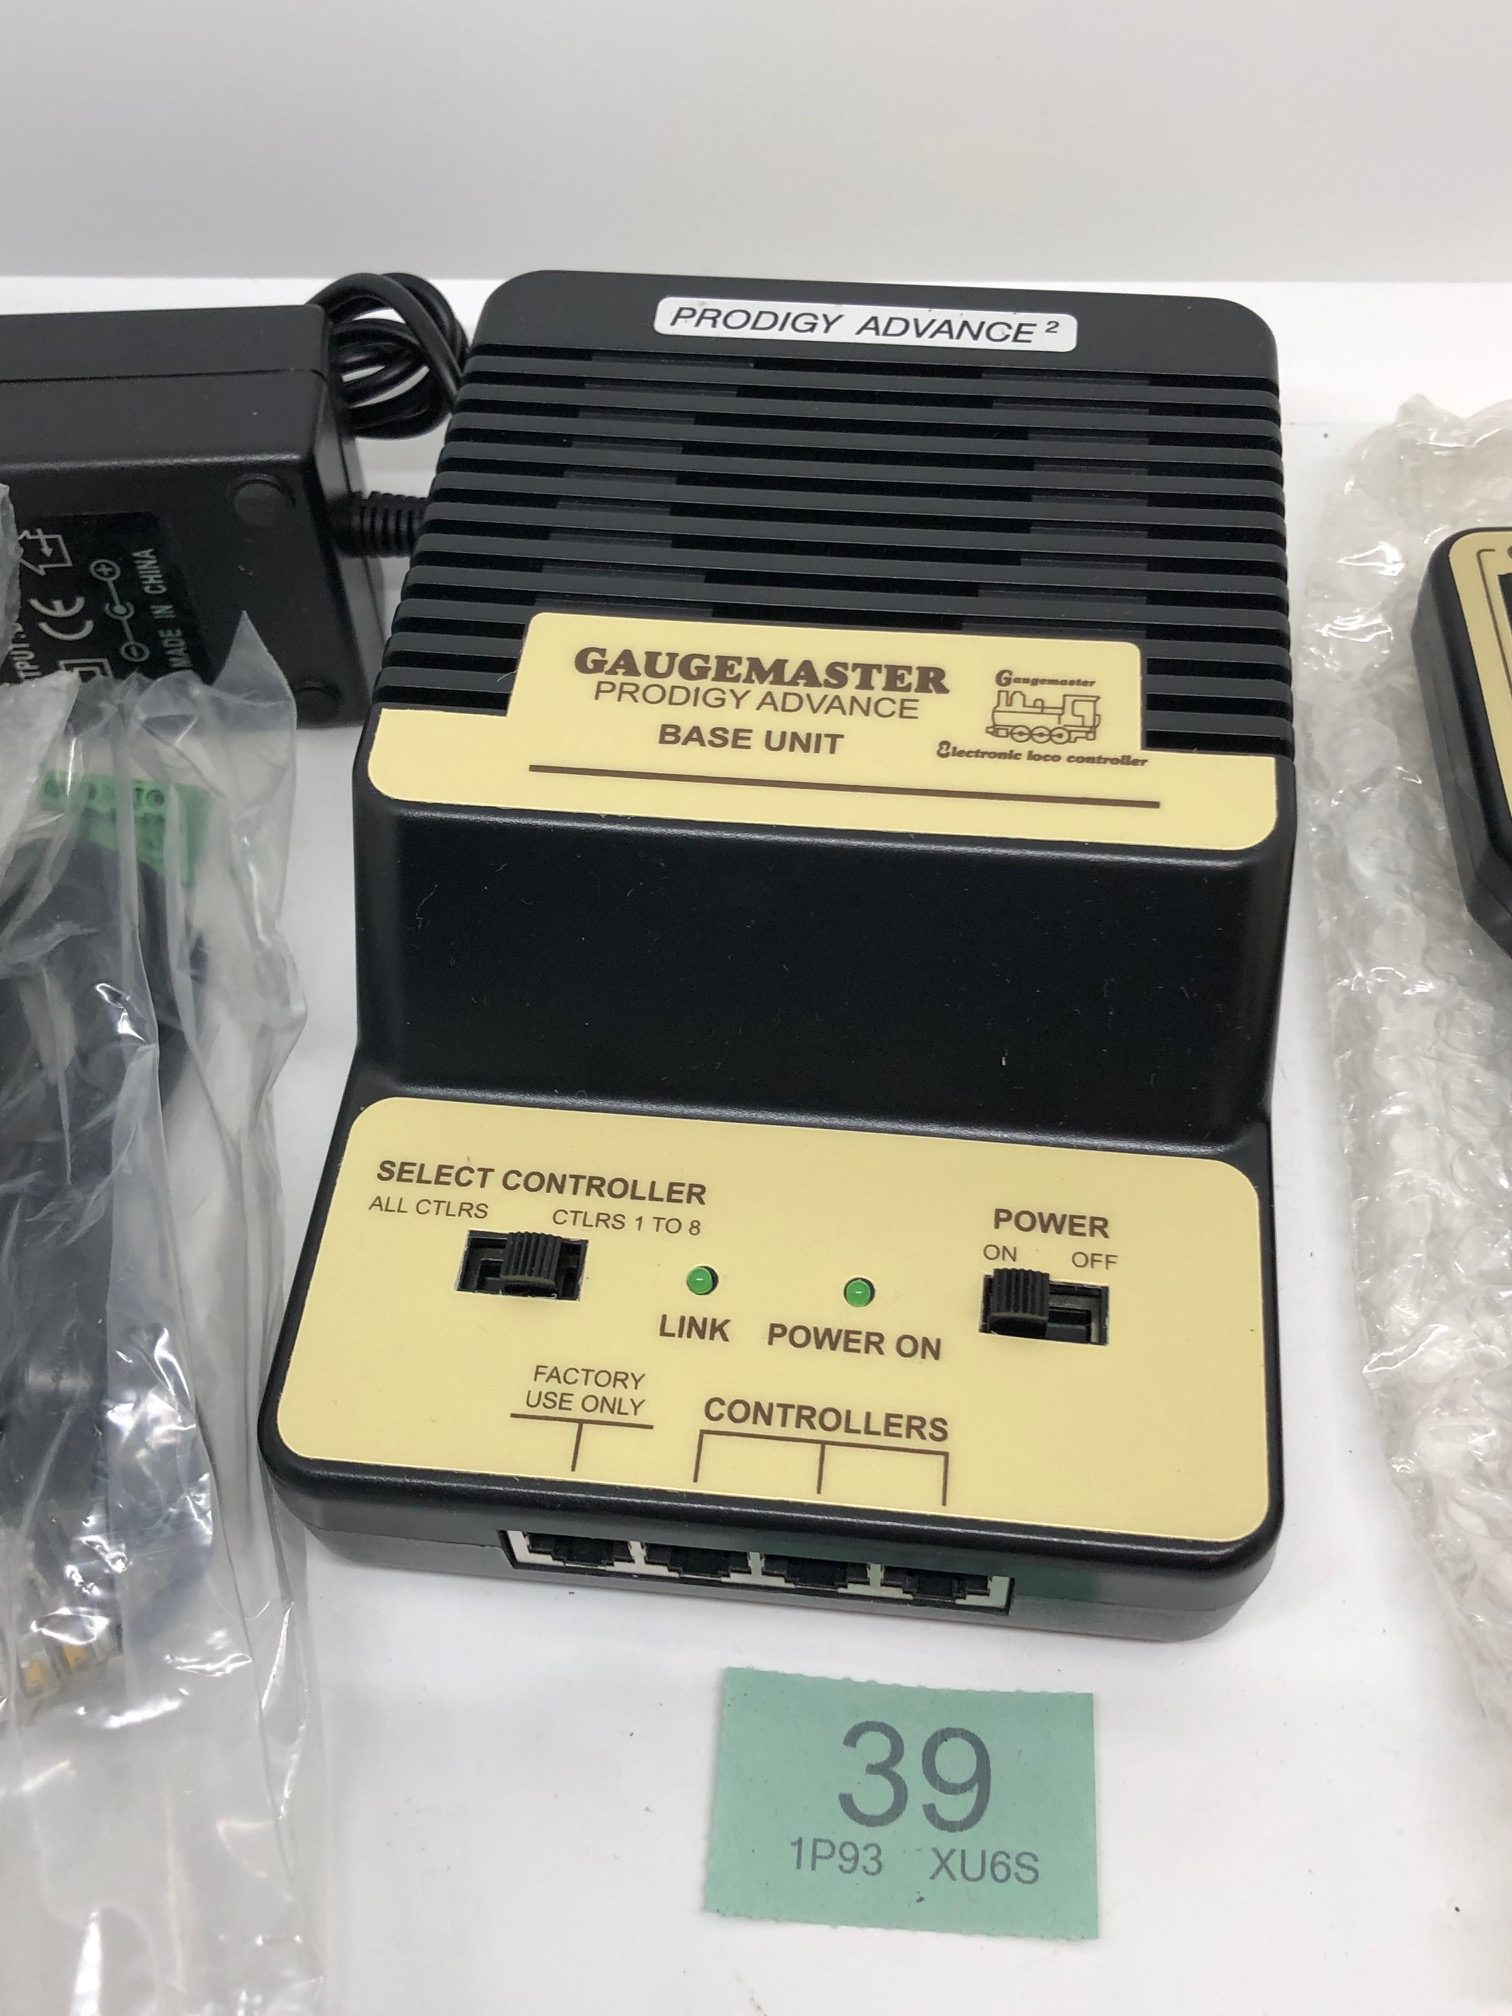 PRODIGY ADVANCE ²
GAUGEMASTER
PRODIGY ADVANCE
BASE UNIT
Gaugemaster
Electronic loco controller
CE
MADE IN CHINA
SELECT CONTROLLER
ALL CTLRS CTLRS 1 TO 8
POWER
ON OFF
LINK POWER ON
FACTORY
USE ONLY
CONTROLLERS
39
1P93 XU6S